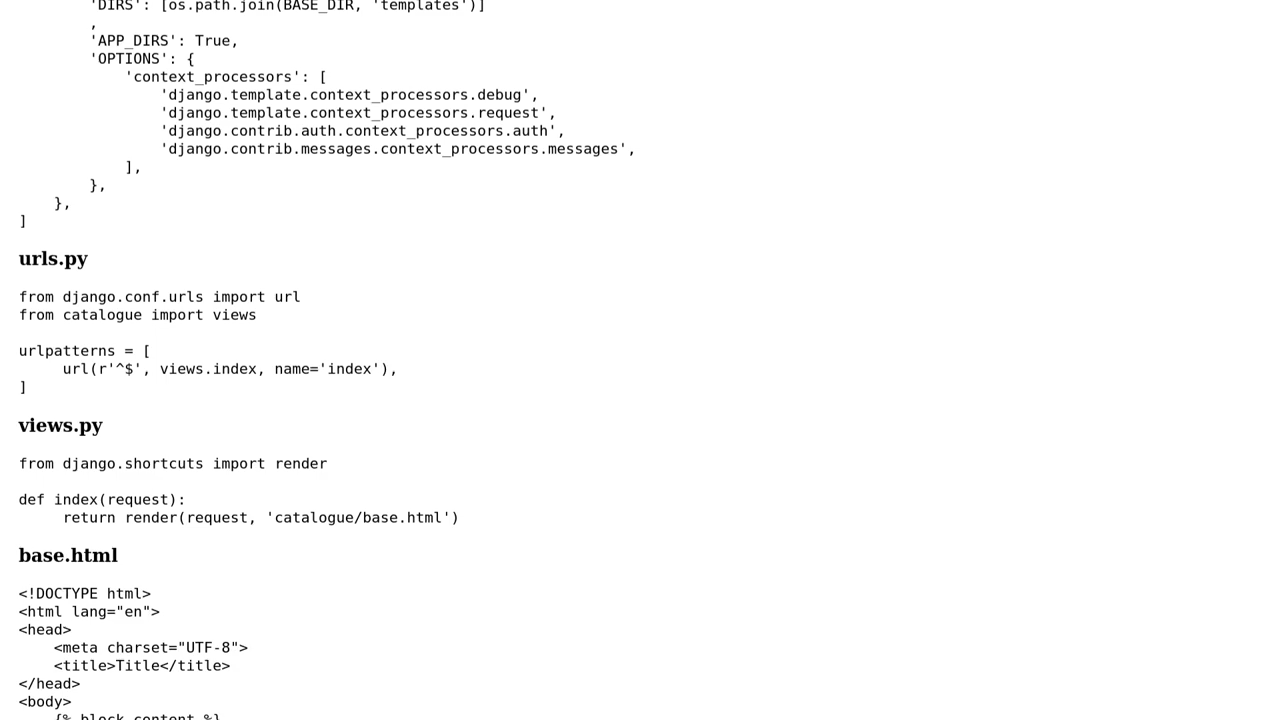 'DIRS': [os.path.join(BASE_DIR, 'templates')]
        ,
        'APP_DIRS': True,
        'OPTIONS': {
            'context_processors': [
                'django.template.context_processors.debug',
                'django.template.context_processors.request',
                'django.contrib.auth.context_processors.auth',
                'django.contrib.messages.context_processors.messages',
            ],
        },
    },
]
urls.py
from django.conf.urls import url
from catalogue import views
urlpatterns = [
     url(r'^$', views.index, name='index'),
]
views.py
from django.shortcuts import render
def index(request):
     return render(request, 'catalogue/base.html')
base.html
<!DOCTYPE html>
<html lang="en">
<head>
    <meta charset="UTF-8">
    <title>Title</title>
</head>
<body>
    {% block content %}